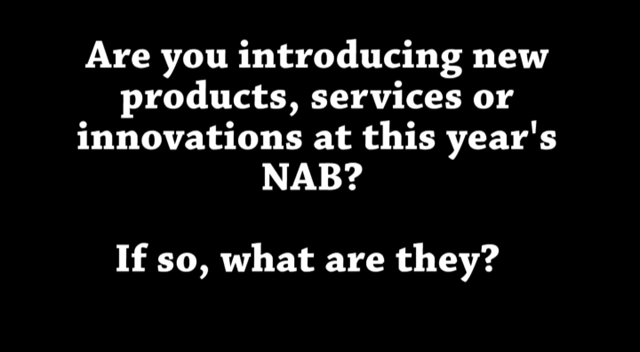 Are you introducing new
products, services or
innovations at this year's
NAB?
If so, what are they?